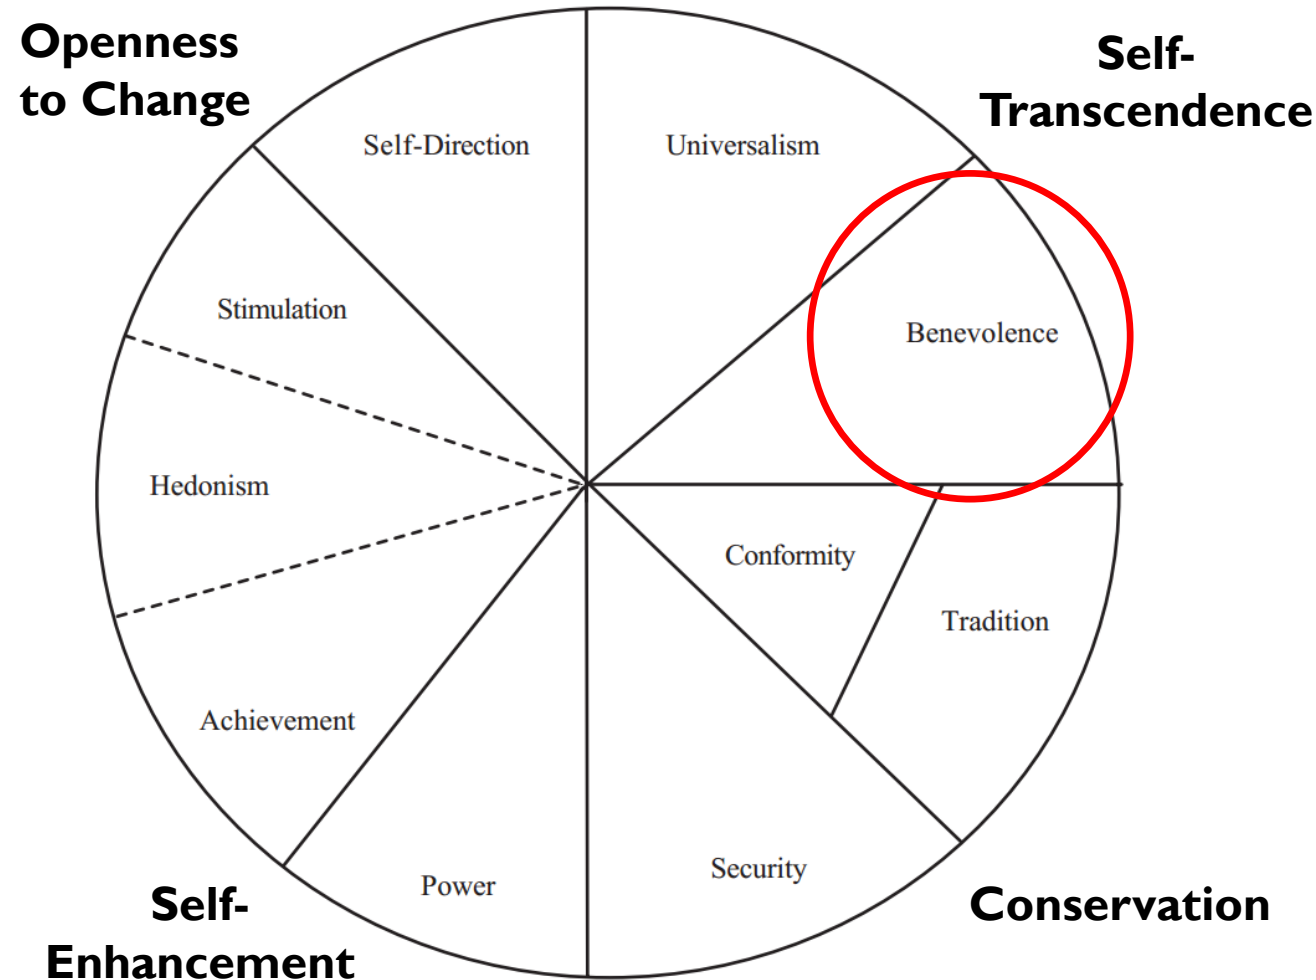 Openness
to Change
Self-
Transcendence
Self-Direction
Universalism
Stimulation
Benevolence
Hedonism
Conformity
Tradition
Achievement
Security
Power
Self-
Enhancement
Conservation